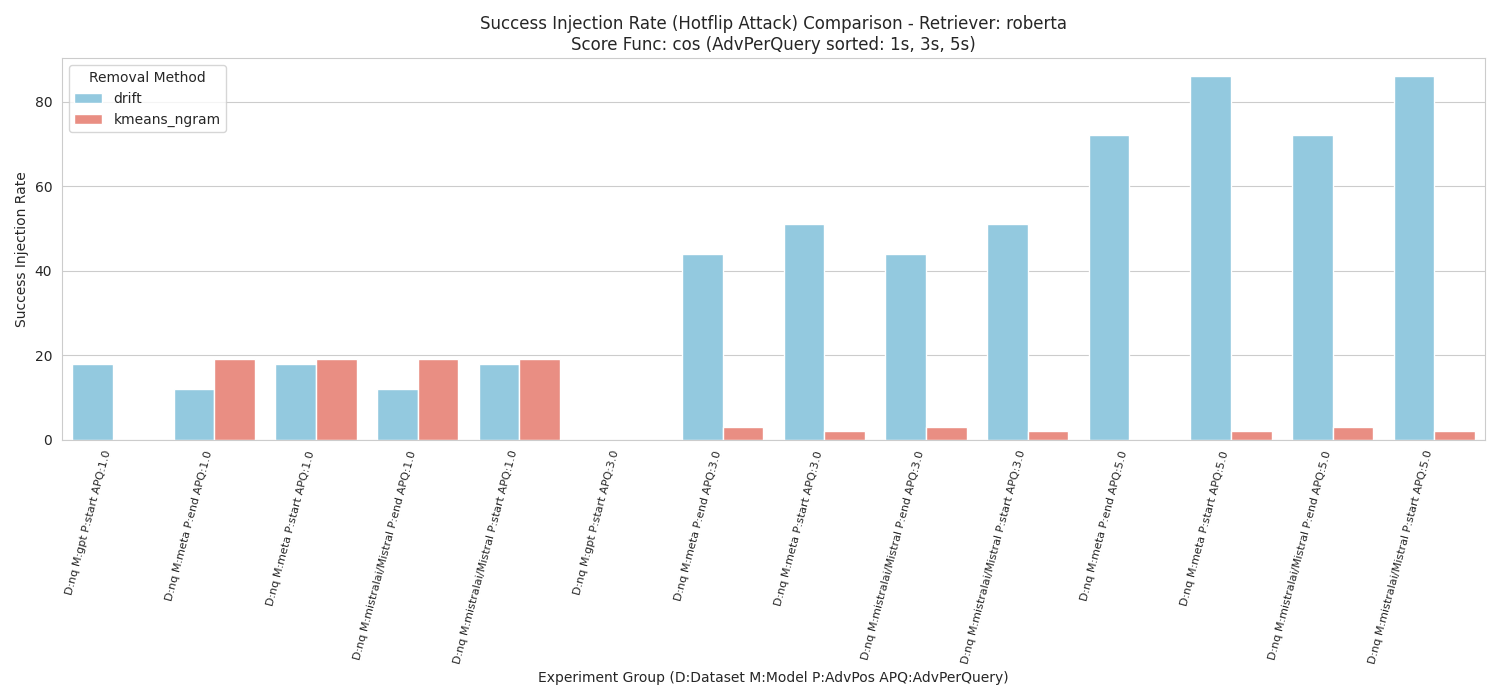 Success Injection Rate (Hotflip Attack) Comparison - Retriever: roberta
Score Func: cos (AdvPerQuery sorted: 1s, 3s, 5s)
Removal Method
drift
kmeans_ngram
Success Injection Rate
80
60
40
20
0
D:nq M:gpt P:start APQ:1.0
D:nq M:meta P:end APQ:1.0
D:nq M:meta P:start APQ:1.0
D:nq M:mistralai/Mistral P:end APQ:1.0
D:nq M:mistralai/Mistral P:start APQ:1.0
D:nq M:gpt P:start APQ:3.0
D:nq M:meta P:end APQ:3.0
D:nq M:meta P:start APQ:3.0
D:nq M:mistralai/Mistral P:end APQ:3.0
D:nq M:mistralai/Mistral P:start APQ:3.0
D:nq M:meta P:end APQ:5.0
D:nq M:meta P:start APQ:5.0
D:nq M:mistralai/Mistral P:end APQ:5.0
D:nq M:mistralai/Mistral P:start APQ:5.0
Experiment Group (D:Dataset M:Model P:AdvPos APQ:AdvPerQuery)